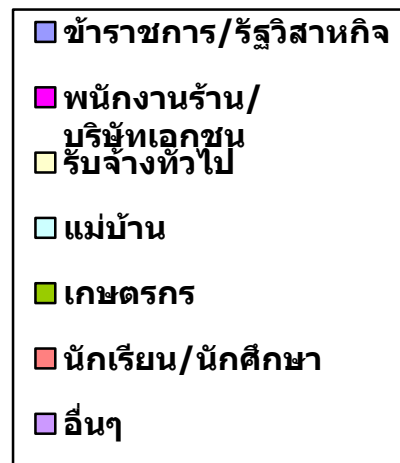 ข้าราชการ/รัฐวิสาหกิจ
พนักงานร้าน/
บริษัทเอกชน
รับจ้างทั่วไป
แม่บ้าน
เกษตรกร
นักเรียน/นักศึกษา
อื่นๆ